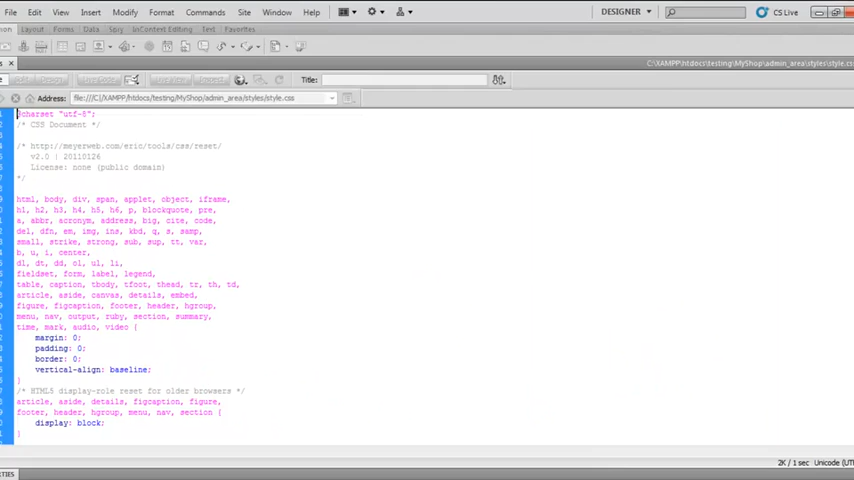 View Insert Modify Format Commands Site Window Help DESIGNER CS Live
Edit
Layout Forms Data Spry InContext Editing Text Favorites
C:\XAMPP\htdocs\testing\MyShop\admin_area\styles\style.cs
Title:
Address: file:///C|/XAMPP/htdocs/testing/MyShop/admin_area/styles/style.css
@charset "utf-8";
/* CSS Document */
/* http://meyerweb.com/eric/tools/css/reset/
v2.0 | 20110126
License: none (public domain)
*/
html, body, div, span, applet, object, iframe,
h1, h2, h3, h4, h5, h6, p, blockquote, pre,
a, abbr, acronym, address, big, cite, code,
del, dfn, em, img, ins, kbd, q, s, samp,
small, strike, strong, sub, sup, tt, var,
b, u, i, center,
dl, dt, dd, ol, ul, li,
fieldset, form, label, legend,
table, caption, tbody, tfoot, thead, tr, th, td,
article, aside, canvas, details, embed,
figure, figcaption, footer, header, hgroup,
menu, nav, output, ruby, section, summary,
time, mark, audio, video {
margin: 0;
padding: 0;
border: 0;
vertical-align: baseline;
}
/* HTML5 display-role reset for older browsers */
article, aside, details, figcaption, figure,
footer, header, hgroup, menu, nav, section {
display: block;
}
2K / 1 sec Unicode (UT
RTIES